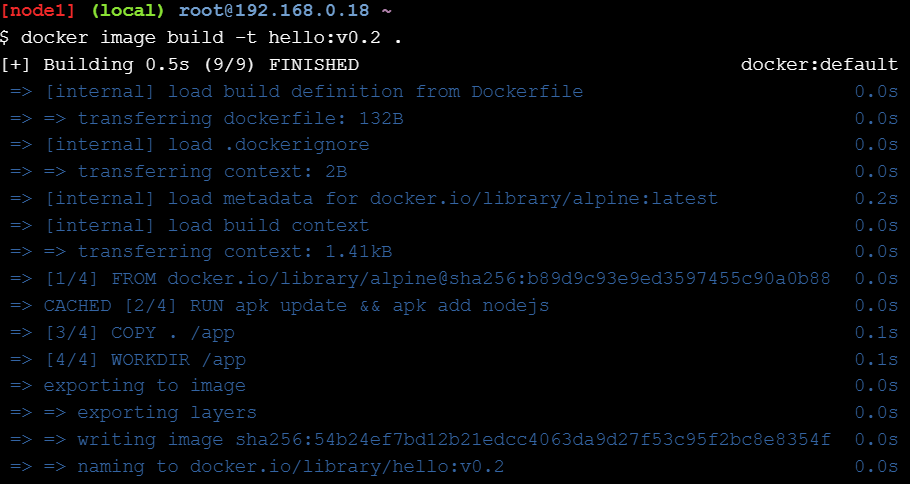 [node1] (local) root@192.168.0.18 ~
$ docker image build -t hello:v0.2 .
[+] Building 0.5s (9/9) FINISHED docker:default
=> [internal] load build definition from Dockerfile 0.0s
=> => transferring dockerfile: 132B 0.0s
=> [internal] load .dockerignore 0.0s
=> => transferring context: 2B 0.0s
=> [internal] load metadata for docker.io/library/alpine:latest 0.2s
=> [internal] load build context 0.0s
=> => transferring context: 1.41kB 0.0s
=> [1/4] FROM docker.io/library/alpine@sha256:b89d9c93e9ed3597455c90a0b88 0.0s
=> CACHED [2/4] RUN apk update && apk add nodejs 0.0s
=> [3/4] COPY . /app 0.1s
=> [4/4] WORKDIR /app 0.1s
=> exporting to image 0.0s
=> => exporting layers 0.0s
=> => writing image sha256:54b24ef7bd12b21edcc4063da9d27f53c95f2bc8e8354f 0.0s
=> => naming to docker.io/library/hello:v0.2 0.0s